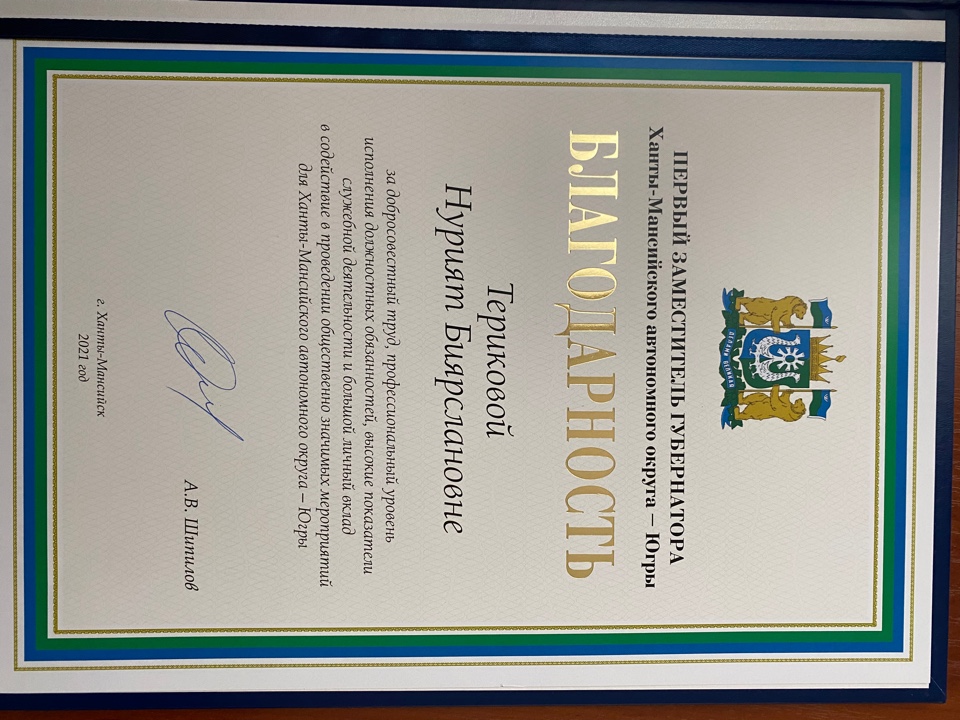 ОЛИМПИЙ ВЕЛИКАЯ
ПЕРВЫЙ ЗАМЕСТИТЕЛЬ ГУБЕРНАТОРА
Ханты-Мансийского автономного округа – Югры
БЛАГОДАРНОСТЬ
Териковой
Нурият Биярслановне
за добросовестный труд, профессиональный уровень
исполнения должностных обязанностей, высокие показатели
служебной деятельности и большой личный вклад
в содействие в проведении общественно значимых мероприятий
для Ханты-Мансийского автономного округа – Югры
А.В. Шипилов
г. Ханты-Мансийск
2021 год